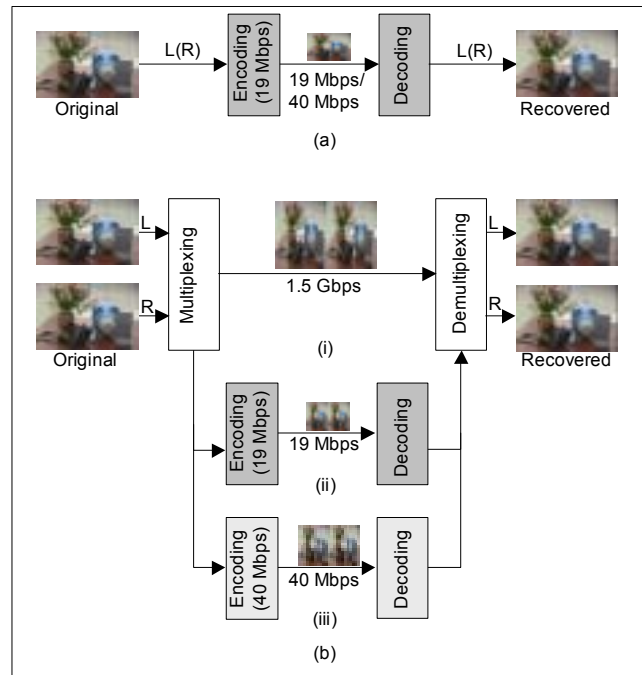 L(R)
Encoding
(19 Mbps)
19 Mbps/
40 Mbps
Decoding
L(R)
Original
Recovered
(a)
L
R
Original
Multiplexing
1.5 Gbps
(i)
Demultiplexing
L
R
Recovered
Encoding
(19 Mbps)
19 Mbps
Decoding
(ii)
Encoding
(40 Mbps)
40 Mbps
Decoding
(iii)
(b)